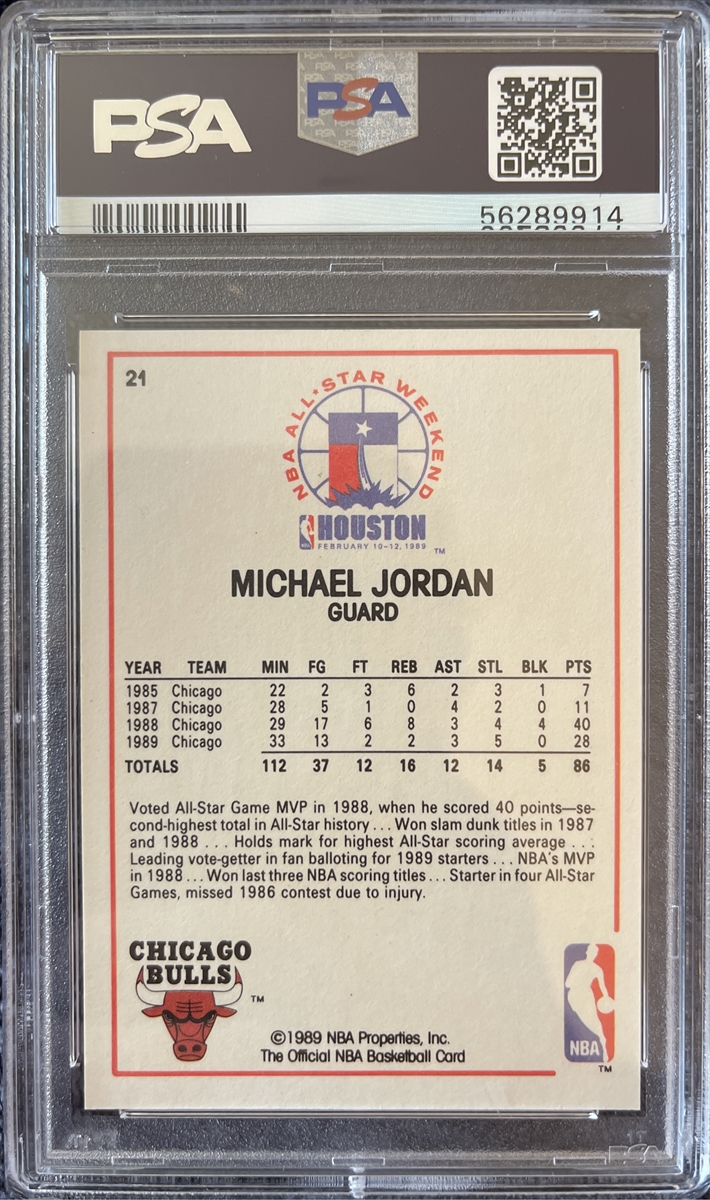 PSA
PSA
56289914
21
NBA ALL★STAR WEEKEND
HOUSTON
FEBRUARY 10-12, 1989 TM
MICHAEL JORDAN
GUARD
YEAR TEAM MIN FG FT REB AST STL BLK PTS
1985 Chicago 22 2 3 6 2 3 1 7
1987 Chicago 28 5 1 0 4 2 0 11
1988 Chicago 29 17 6 8 3 4 4 40
1989 Chicago 33 13 2 2 3 5 0 28
TOTALS 112 37 12 16 12 14 5 86
Voted All-Star Game MVP in 1988, when he scored 40 points—se-
cond-highest total in All-Star history . . . Won slam dunk titles in 1987
and 1988 . . . Holds mark for highest All-Star scoring average . . .
Leading vote-getter in fan balloting for 1989 starters . . . NBA's MVP
in 1988 . . . Won last three NBA scoring titles . . . Starter in four All-Star
Games, missed 1986 contest due to injury.
CHICAGO
BULLS
TM
©1989 NBA Properties, Inc.
The Official NBA Basketball Card
NBA
TM
PSA